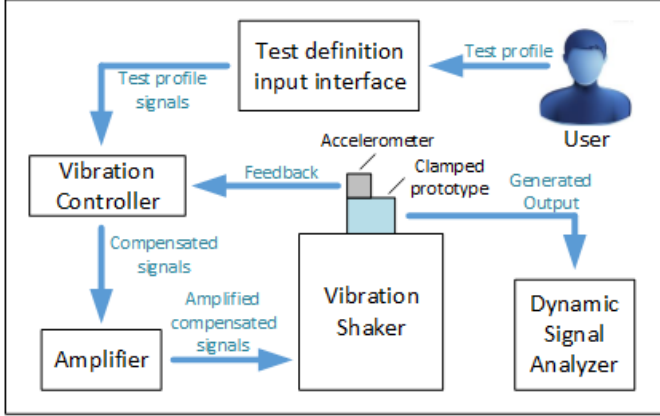 Test definition
input interface
Test profile
User
Test profile
signals
Accelerometer
Clamped
prototype
Feedback
Generated
Output
Vibration
Controller
Compensated
signals
Amplified
compensated
signals
Vibration
Shaker
Dynamic
Signal
Analyzer
Amplifier